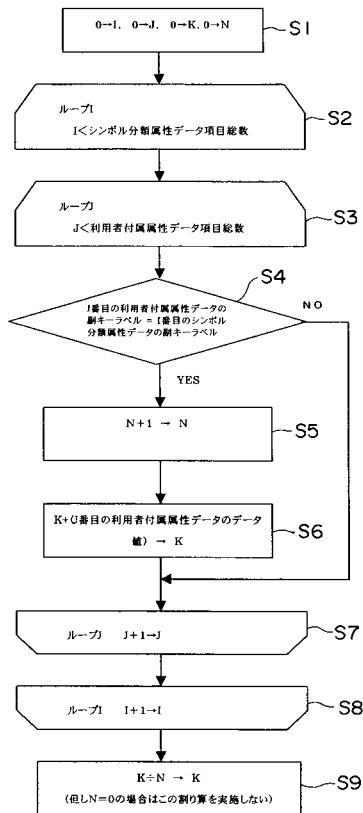 0→I、 0→J、 0→K、0→N
S1
ループI
I<シンボル分類属性データ項目総数
S2
ループJ
J<利用者付属属性データ項目総数
S3
S4
J番目の利用者付属属性データの
副キーラベル = I番目のシンボル
分類属性データの副キーラベル
NO
YES
N+1 → N
S5
K+(J番目の利用者付属属性データのデータ
値) → K
S6
ループJ J+1→J
S7
ループI I+1→I
S8
K÷N → K
(但しN=0の場合はこの割り算を実施しない)
S9